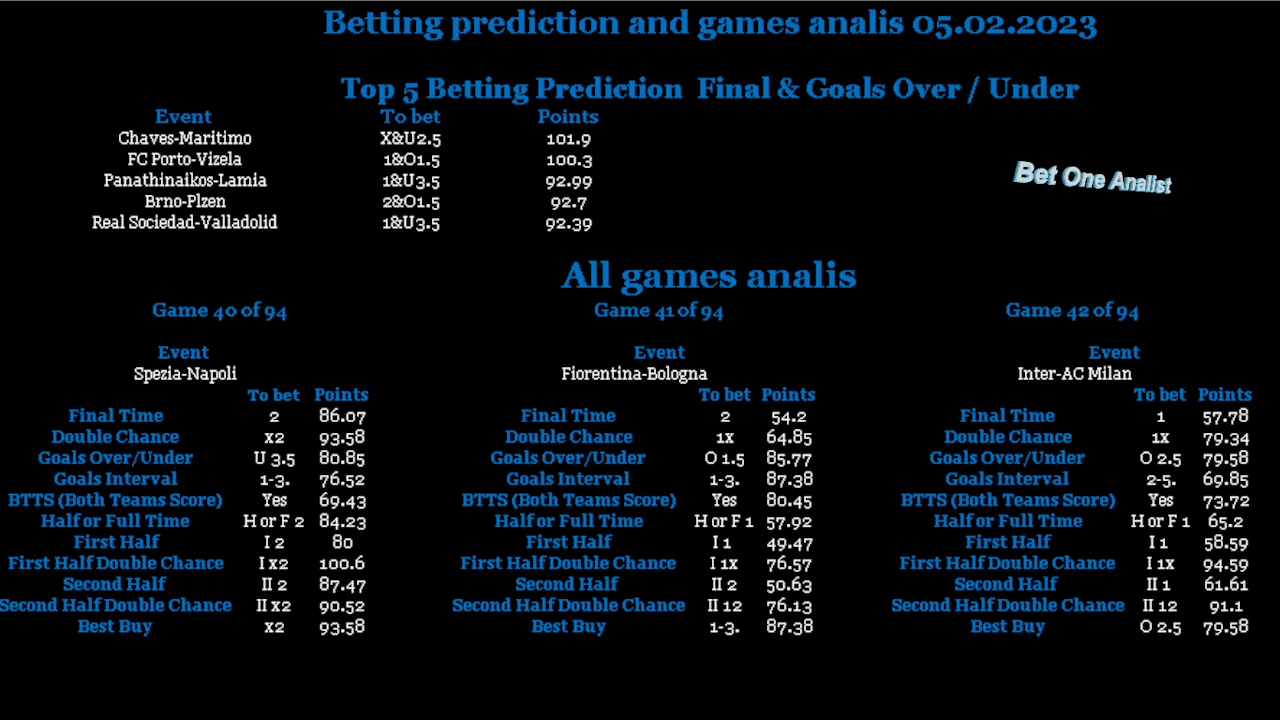 Betting prediction and games analis 05.02.2023
Top 5 Betting Prediction Final & Goals Over / Under
Event To bet Points
Chaves-Maritimo X&U2.5 101.9
FC Porto-Vizela 1&O1.5 100.3
Panathinaikos-Lamia 1&U3.5 92.99
Brno-Plzen 2&O1.5 92.7
Real Sociedad-Valladolid 1&U3.5 92.39
Bet One Analist
All games analis
Game 40 of 94 Game 41 of 94 Game 42 of 94
Event Event Event
Spezia-Napoli Fiorentina-Bologna Inter-AC Milan
To bet Points To bet Points To bet Points
Final Time 2 86.07 Final Time 2 54.2 Final Time 1 57.78
Double Chance x2 93.58 Double Chance 1x 64.85 Double Chance 1x 79.34
Goals Over/Under U 3.5 80.85 Goals Over/Under O 1.5 85.77 Goals Over/Under O 2.5 79.58
Goals Interval 1-3. 76.52 Goals Interval 1-3. 87.38 Goals Interval 2-5. 69.85
BTTS (Both Teams Score) Yes 69.43 BTTS (Both Teams Score) Yes 80.45 BTTS (Both Teams Score) Yes 73.72
Half or Full Time H or F 2 84.23 Half or Full Time H or F 1 57.92 Half or Full Time H or F 1 65.2
First Half I 2 80 First Half I 1 49.47 First Half I 1 58.59
First Half Double Chance I x2 100.6 First Half Double Chance I 1x 76.57 First Half Double Chance I 1x 94.59
Second Half II 2 87.47 Second Half II 2 50.63 Second Half II 1 61.61
Second Half Double Chance II x2 90.52 Second Half Double Chance II 12 76.13 Second Half Double Chance II 12 91.1
Best Buy x2 93.58 Best Buy 1-3. 87.38 Best Buy O 2.5 79.58